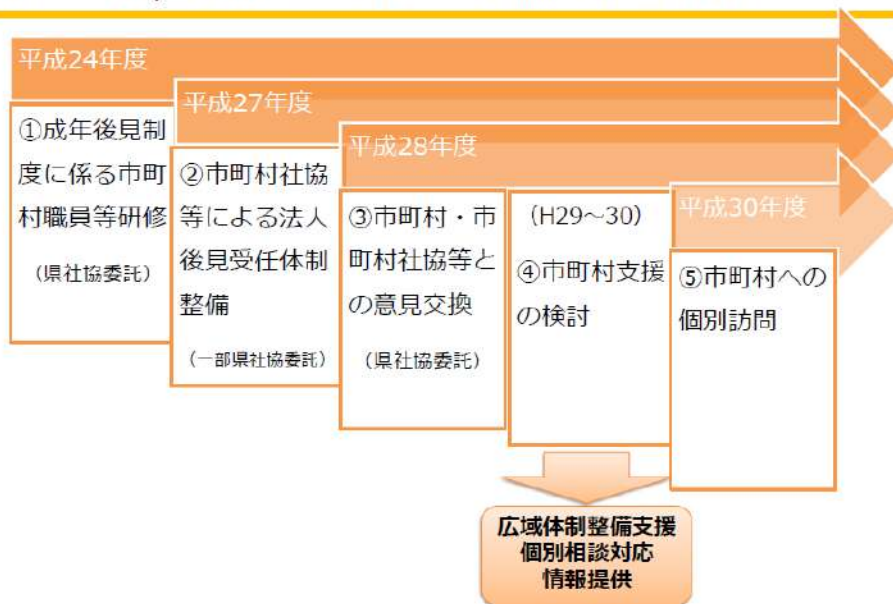 平成24年度
①成年後見制
度に係る市町
村職員等研修
（県社協委託）
平成27年度
②市町村社協
等による法人
後見受任体制
整備
（一部県社協委託）
平成28年度
③市町村・市
町村社協等と
の意見交換
（県社協委託）
（H29～30）
④市町村支援
の検討
平成30年度
⑤市町村への
個別訪問
広域体制整備支援
個別相談対応
情報提供